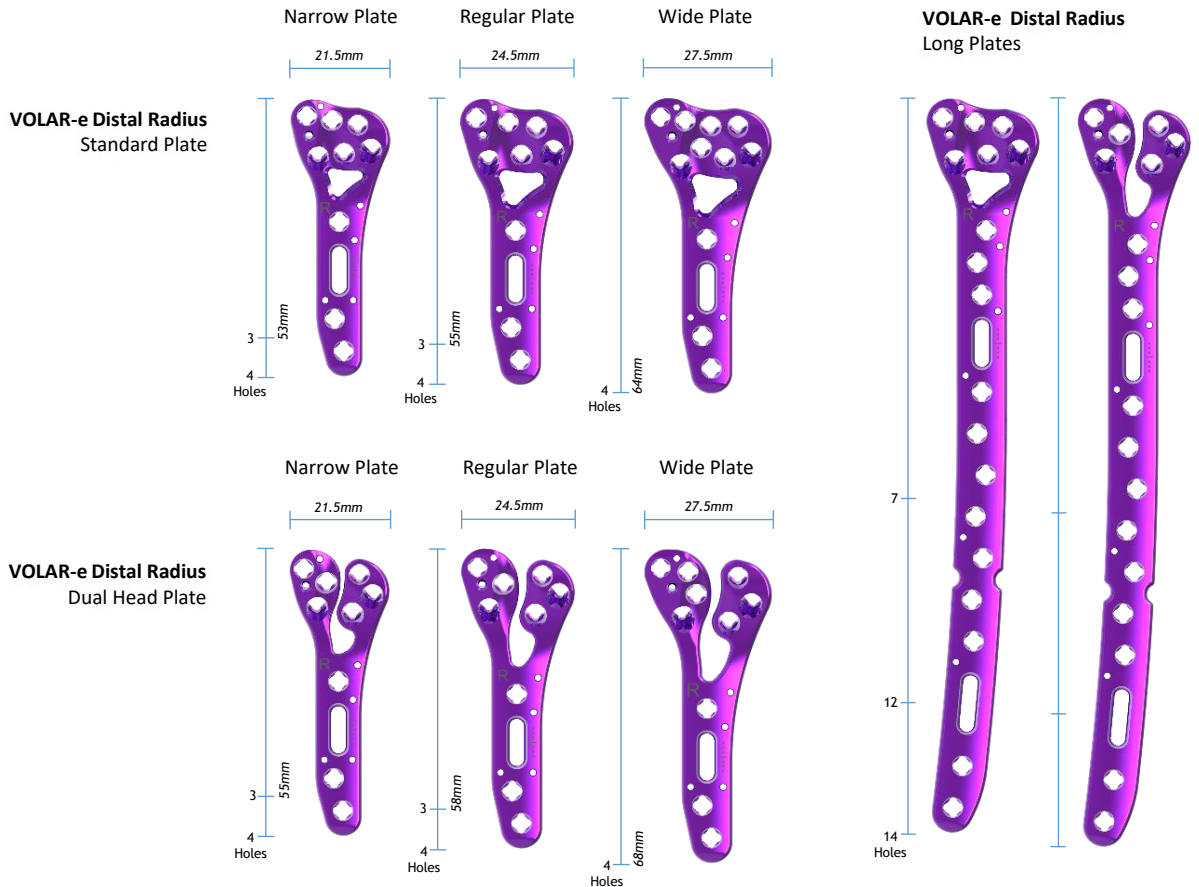 Narrow Plate
Regular Plate
Wide Plate
21.5mm
24.5mm
27.5mm
VOLAR-e Distal Radius
Standard Plate
R
R
R
3
53mm
4
Holes
3
55mm
4
Holes
4
64mm
Holes
Narrow Plate
Regular Plate
Wide Plate
21.5mm
24.5mm
27.5mm
VOLAR-e Distal Radius
Dual Head Plate
R
R
R
3
55mm
4
Holes
3
58mm
4
Holes
4
68mm
Holes
VOLAR-e Distal Radius
Long Plates
R
R
7
12
14
Holes